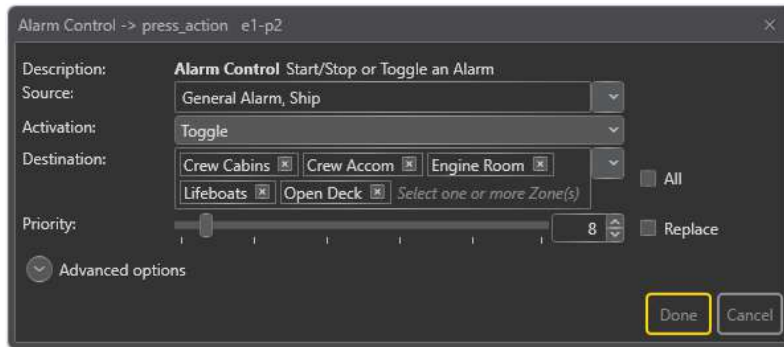 Alarm Control -> press_action e1-p2
Description: Alarm Control Start/Stop or Toggle an Alarm
Source: General Alarm, Ship
Activation: Toggle
Destination: Crew Cabins Crew Accom Engine Room
Lifeboats Open Deck Select one or more Zone(s)
All
Priority: 8 Replace
Advanced options
Done Cancel